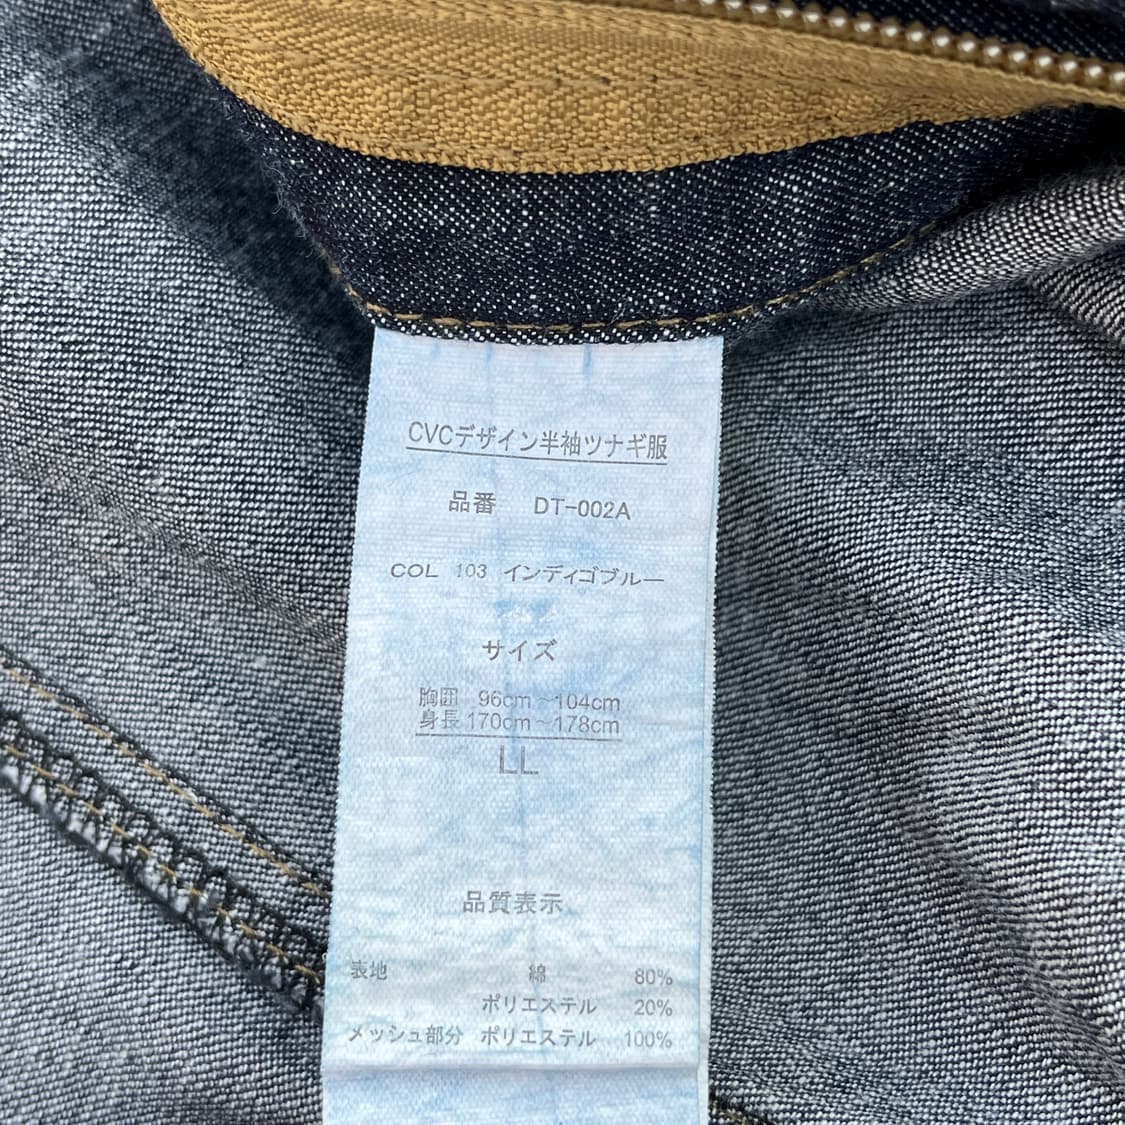 CVCデザイン半袖ツナギ服
品番 DT-002A
COL 103 インディゴブルー
サイズ
胸囲 96cm~104cm
身長 170cm~178cm
LL
品質表示
表地 綿 80%
ポリエステル 20%
メッシュ部分 ポリエステル 100%